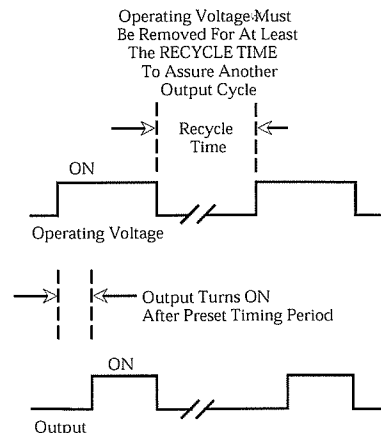 Operating Voltage Must
Be Removed For At Least
The RECYCLE TIME
To Assure Another
Output Cycle
Recycle
Time
ON
Operating Voltage
Output Turns ON
After Preset Timing Period
ON
Output